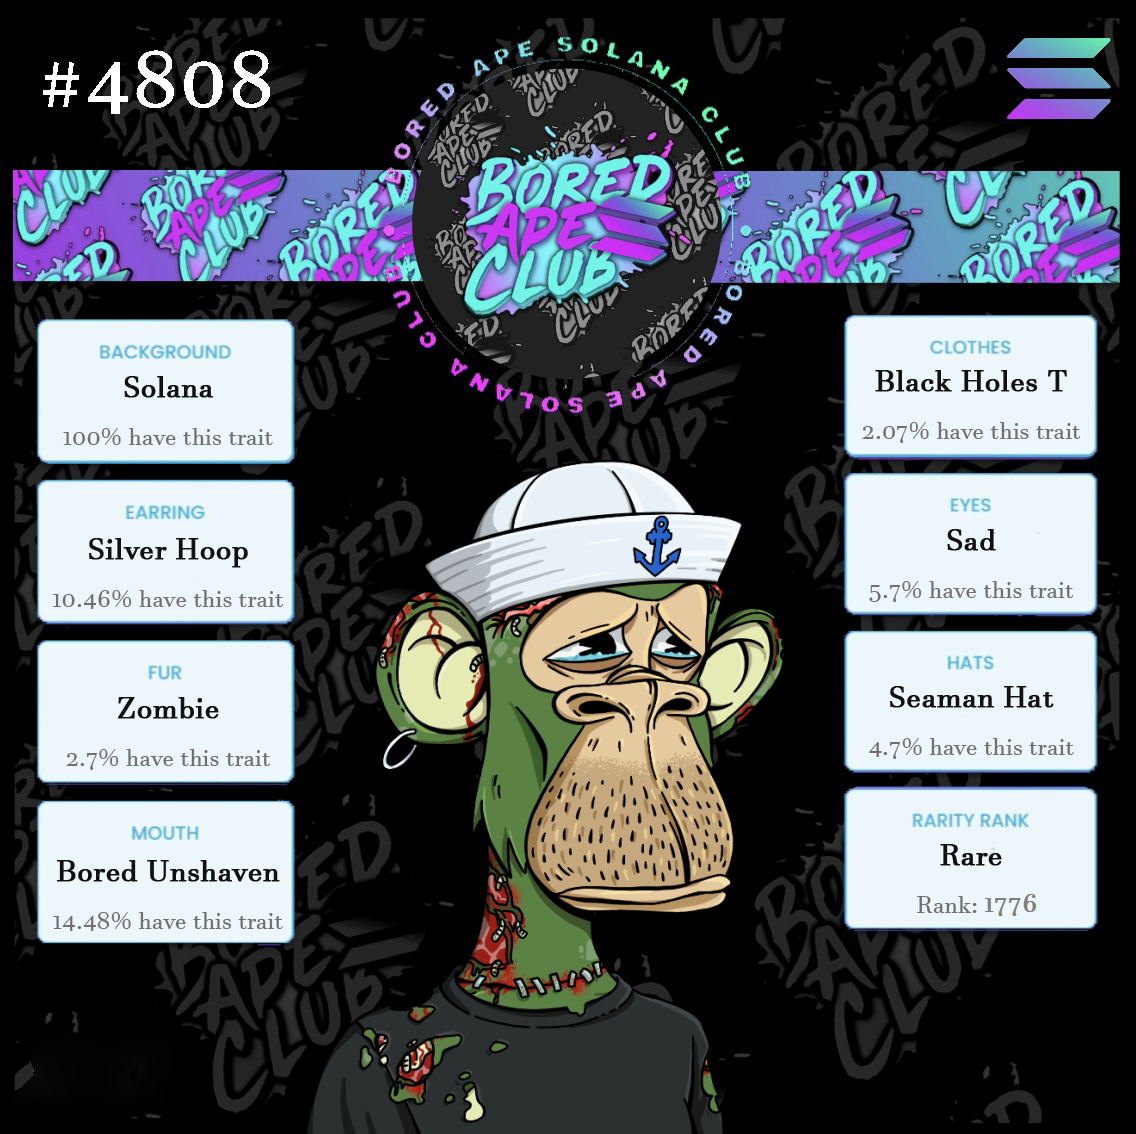 #4808
BORED APE SOLANA CLUB
BORED APE SOLANA CLUB
BORED
APE
CLUB
BACKGROUND
Solana
100% have this trait
EARRING
Silver Hoop
10.46% have this trait
FUR
Zombie
2.7% have this trait
MOUTH
Bored Unshaven
14.48% have this trait
CLOTHES
Black Holes T
2.07% have this trait
EYES
Sad
5.7% have this trait
HATS
Seaman Hat
4.7% have this trait
RARITY RANK
Rare
Rank: 1776